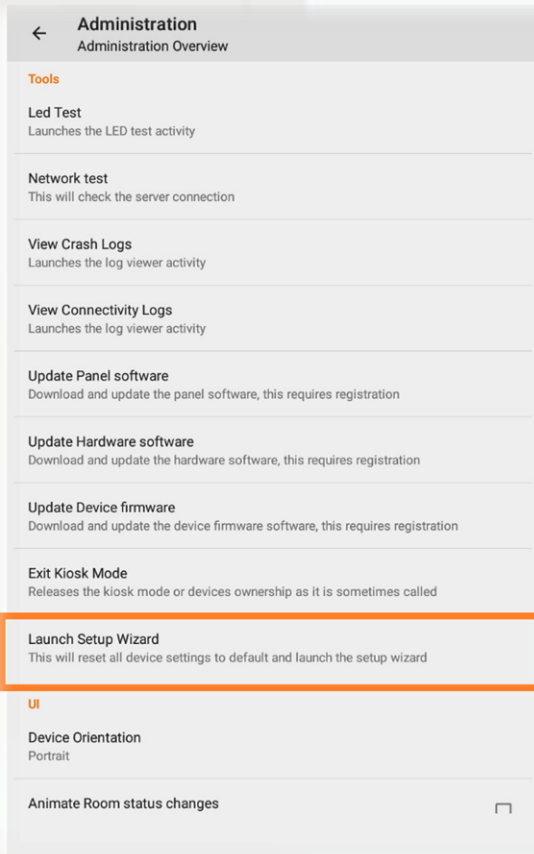 Administration
Administration Overview
Tools
Led Test
Launches the LED test activity
Network test
This will check the server connection
View Crash Logs
Launches the log viewer activity
View Connectivity Logs
Launches the log viewer activity
Update Panel software
Download and update the panel software, this requires registration
Update Hardware software
Download and update the hardware software, this requires registration
Update Device firmware
Download and update the device firmware software, this requires registration
Exit Kiosk Mode
Releases the kiosk mode or devices ownership as it is sometimes called
Launch Setup Wizard
This will reset all device settings to default and launch the setup wizard
UI
Device Orientation
Portrait
Animate Room status changes